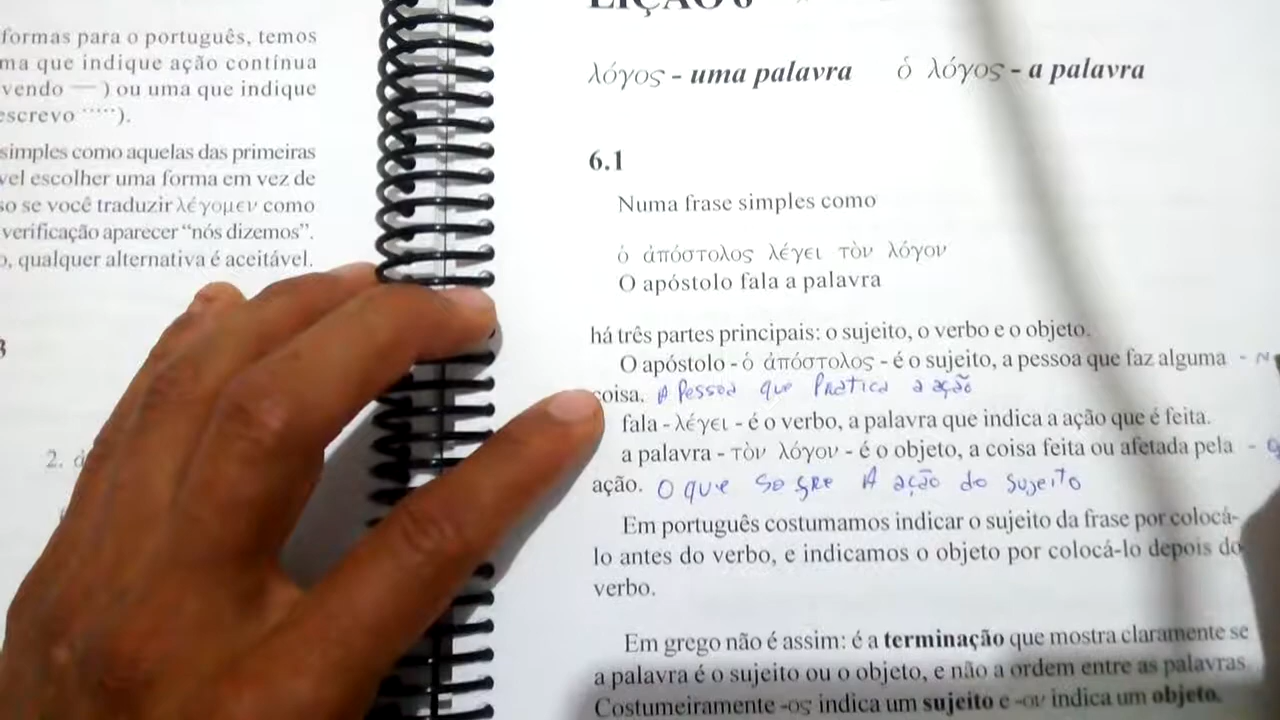 formas para o português, temos
ma que indique ação contínua
vendo — ) ou uma que indique
escrevo ·····).
simples como aquelas das primeiras
vel escolher uma forma em vez de
so se você traduzir λέγομεν como
verificação aparecer “nós dizemos”.
o, qualquer alternativa é aceitável.
3
2.
LIÇÃO 6
λόγος - uma palavra ὁ λόγος - a palavra
6.1
Numa frase simples como
ὁ ἀπόστολος λέγει τὸν λόγον
O apóstolo fala a palavra
há três partes principais: o sujeito, o verbo e o objeto.
O apóstolo - ὁ ἀπόστολος - é o sujeito, a pessoa que faz alguma
coisa. A Pessoa que Pratica a ação
fala - λέγει - é o verbo, a palavra que indica a ação que é feita.
a palavra - τὸν λόγον - é o objeto, a coisa feita ou afetada pela -
ação. O que sofre A ação do sujeito
Em português costumamos indicar o sujeito da frase por colocá-
lo antes do verbo, e indicamos o objeto por colocá-lo depois do
verbo.
Em grego não é assim: é a terminação que mostra claramente se
a palavra é o sujeito ou o objeto, e não a ordem entre as palavras
Costumeiramente -ος indica um sujeito e -ον indica um objeto.